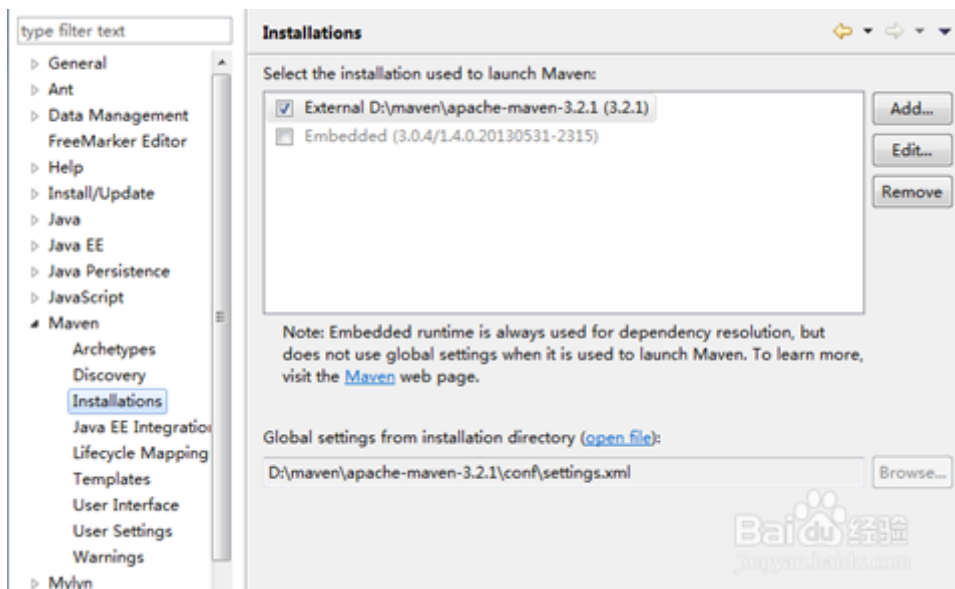 type filter text
General
Ant
Data Management
FreeMarker Editor
Help
Install/Update
Java
Java EE
Java Persistence
JavaScript
Maven
Archetypes
Discovery
Installations
Java EE Integration
Lifecycle Mapping
Templates
User Interface
User Settings
Warnings
Mylyn
Installations
Select the installation used to launch Maven:
External D:\maven\apache-maven-3.2.1 (3.2.1)
Embedded (3.0.4/1.4.0.20130531-2315)
Add...
Edit...
Remove
Note: Embedded runtime is always used for dependency resolution, but
does not use global settings when it is used to launch Maven. To learn more,
visit the Maven web page.
Global settings from installation directory (open file):
D:\maven\apache-maven-3.2.1\conf\settings.xml
Browse...
Baidu 经验
jingyan.baidu.com